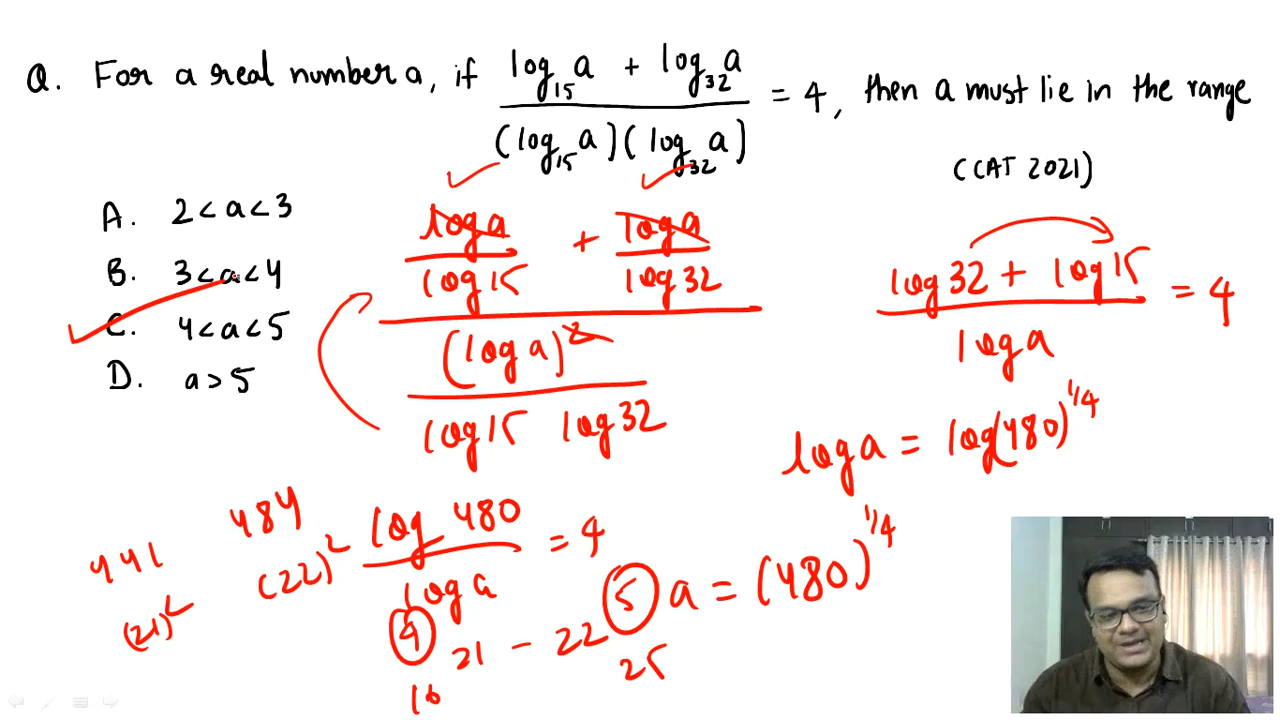 Q. For a real number a, if (log₁₅a + log₃₂a) / ((log₁₅a)(log₃₂a)) = 4, then a must lie in the range
(CAT 2021)
A. 2 < a < 3
B. 3 < a < 4
C. 4 < a < 5
D. a > 5
log a / log 15 + log a / log 32
(log a)² / log 15 log 32
(log 32 + log 15) / log a = 4
log a = log(480)^1/4
log 480 / log a = 4
a = (480)^1/4
441
(21)²
484
(22)²
4 21 - 22 5
16 25